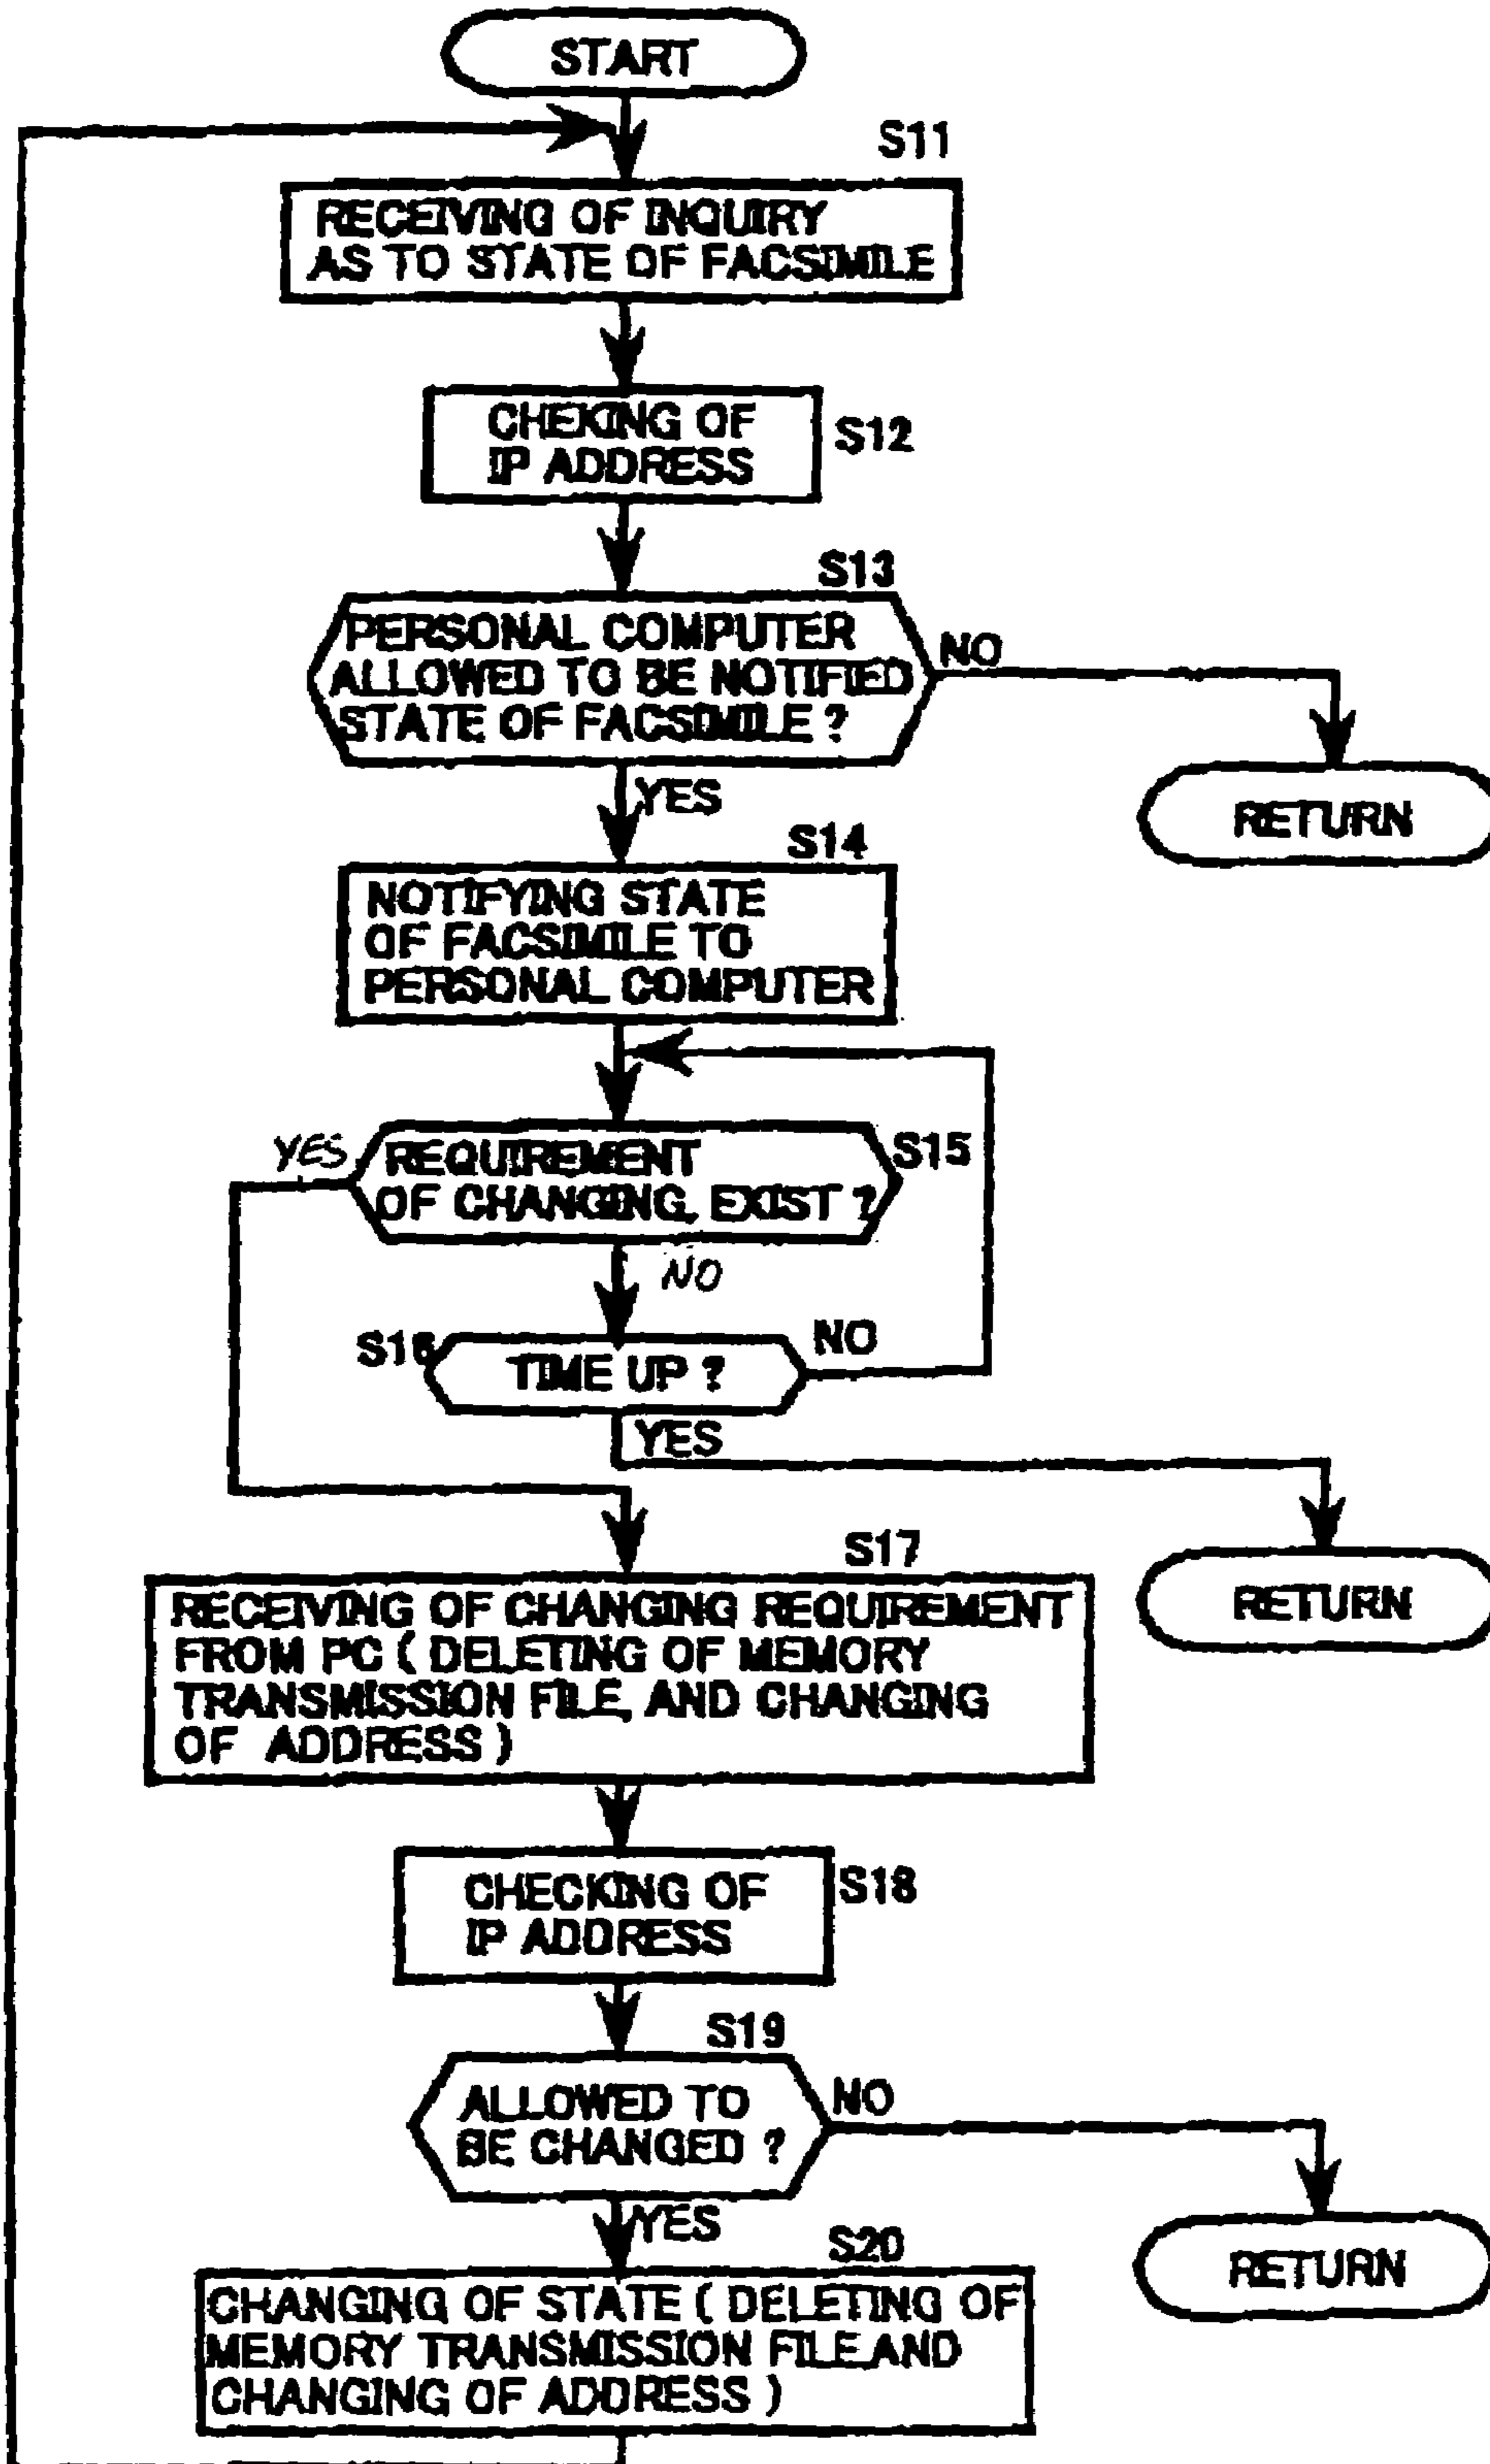 START
S11
RECEIVING OF INQUIRY
AS TO STATE OF FACSIMILE
CHEKING OF
IP ADDRESS
S12
S13
PERSONAL COMPUTER
ALLOWED TO BE NOTIFIED
STATE OF FACSIMILE ?
NO
RETURN
YES
S14
NOTIFYING STATE
OF FACSIMILE TO
PERSONAL COMPUTER
YES
REQUIREMENT
OF CHANGING, EXIST ?
S15
NO
S16
TIME UP ?
NO
YES
RETURN
S17
RECEIVING OF CHANGING REQUIREMENT
FROM PC ( DELETING OF MEMORY
TRANSMISSION FILE, AND CHANGING
OF ADDRESS )
CHECKING OF
IP ADDRESS
S18
S19
ALLOWED TO
BE CHANGED ?
NO
RETURN
YES
S20
CHANGING OF STATE ( DELETING OF
MEMORY TRANSMISSION FILE AND
CHANGING OF ADDRESS )